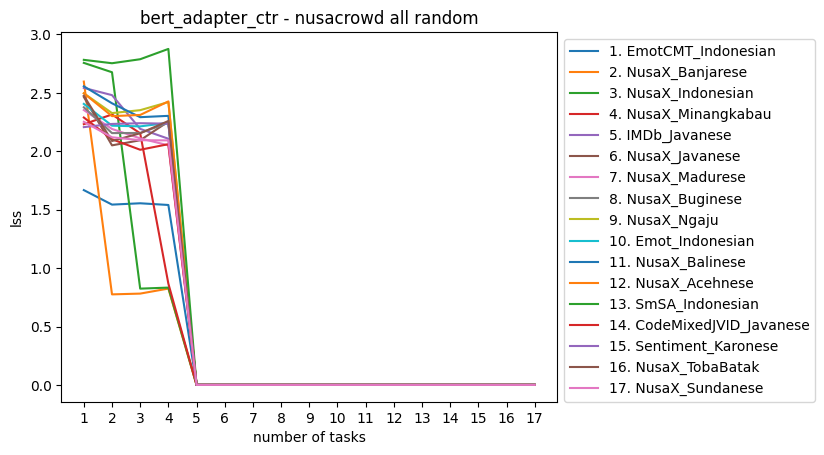 bert_adapter_ctr - nusacrowd all random
3.0
2.5
2.0
1.5
1.0
0.5
0.0
lss
1 2 3 4 5 6 7 8 9 10 11 12 13 14 15 16 17
number of tasks
1. EmotCMT_Indonesian
2. NusaX_Banjarese
3. NusaX_Indonesian
4. NusaX_Minangkabau
5. IMDb_Javanese
6. NusaX_Javanese
7. NusaX_Madurese
8. NusaX_Buginese
9. NusaX_Ngaju
10. Emot_Indonesian
11. NusaX_Balinese
12. NusaX_Acehnese
13. SmSA_Indonesian
14. CodeMixedJVID_Javanese
15. Sentiment_Karonese
16. NusaX_TobaBatak
17. NusaX_Sundanese